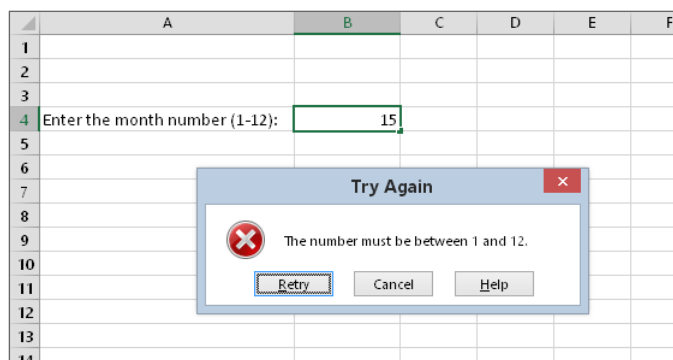 A B C D E F
1
2
3
4 Enter the month number (1-12): 15
5
6
7 Try Again
8
9 The number must be between 1 and 12.
10
11 Retry Cancel Help
12
13
14